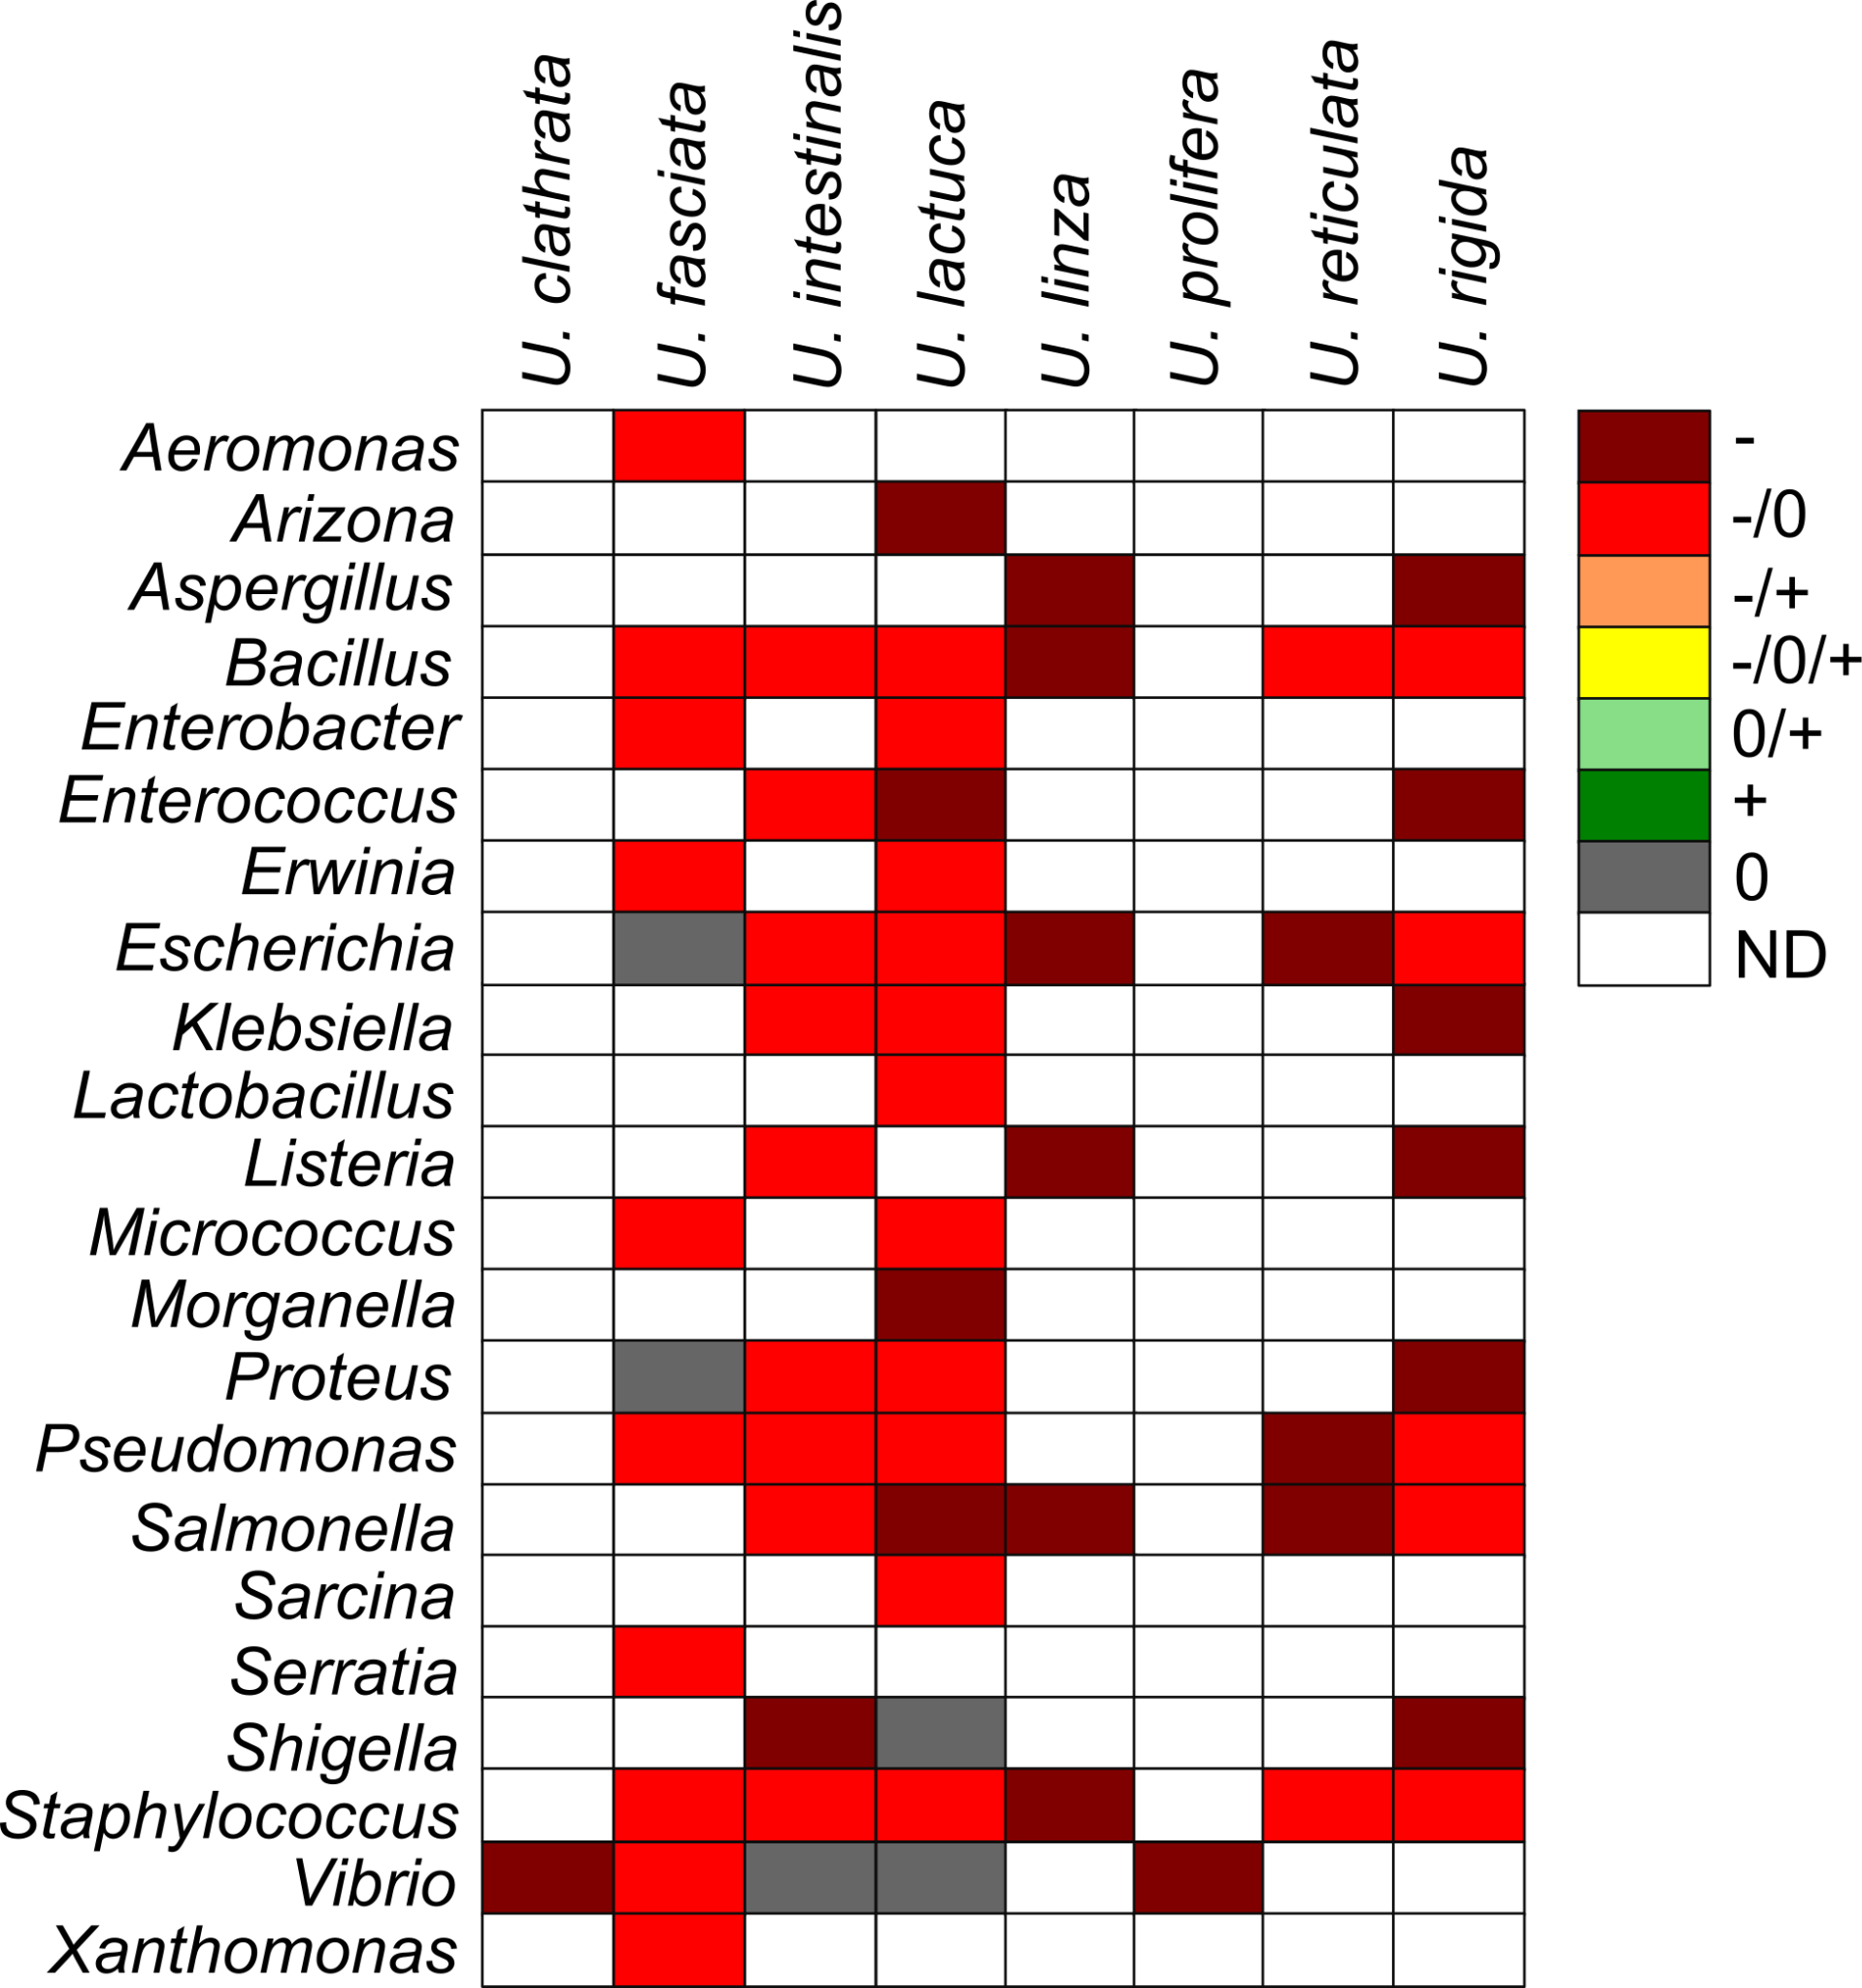 U. clathrata
U. fasciata
U. intestinalis
U. lactuca
U. linza
U. prolifera
U. reticulata
U. rigida
Aeromonas
Arizona
Aspergillus
Bacillus
Enterobacter
Enterococcus
Erwinia
Escherichia
Klebsiella
Lactobacillus
Listeria
Micrococcus
Morganella
Proteus
Pseudomonas
Salmonella
Sarcina
Serratia
Shigella
Staphylococcus
Vibrio
Xanthomonas
-
-/0
-/+
-/0/+
0/+
+
0
ND